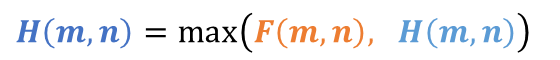 H(m, n) = max(F(m, n), H(m, n))